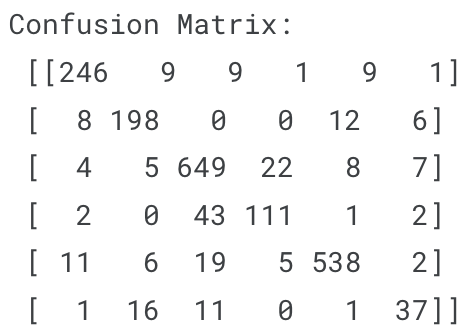 Confusion Matrix:
[[246 9 9 1 9 1]
[ 8 198 0 0 12 6]
[ 4 5 649 22 8 7]
[ 2 0 43 111 1 2]
[ 11 6 19 5 538 2]
[ 1 16 11 0 1 37]]